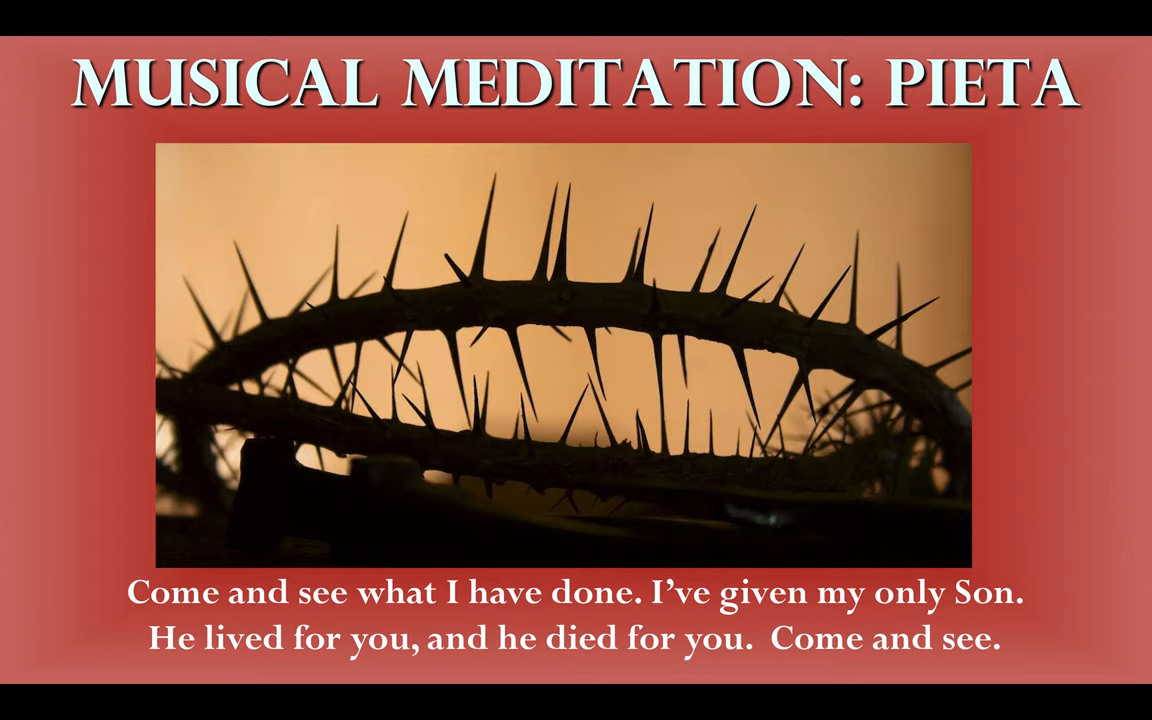 MUSICAL MEDITATION: PIETA
Come and see what I have done. I’ve given my only Son.
He lived for you, and he died for you.  Come and see.